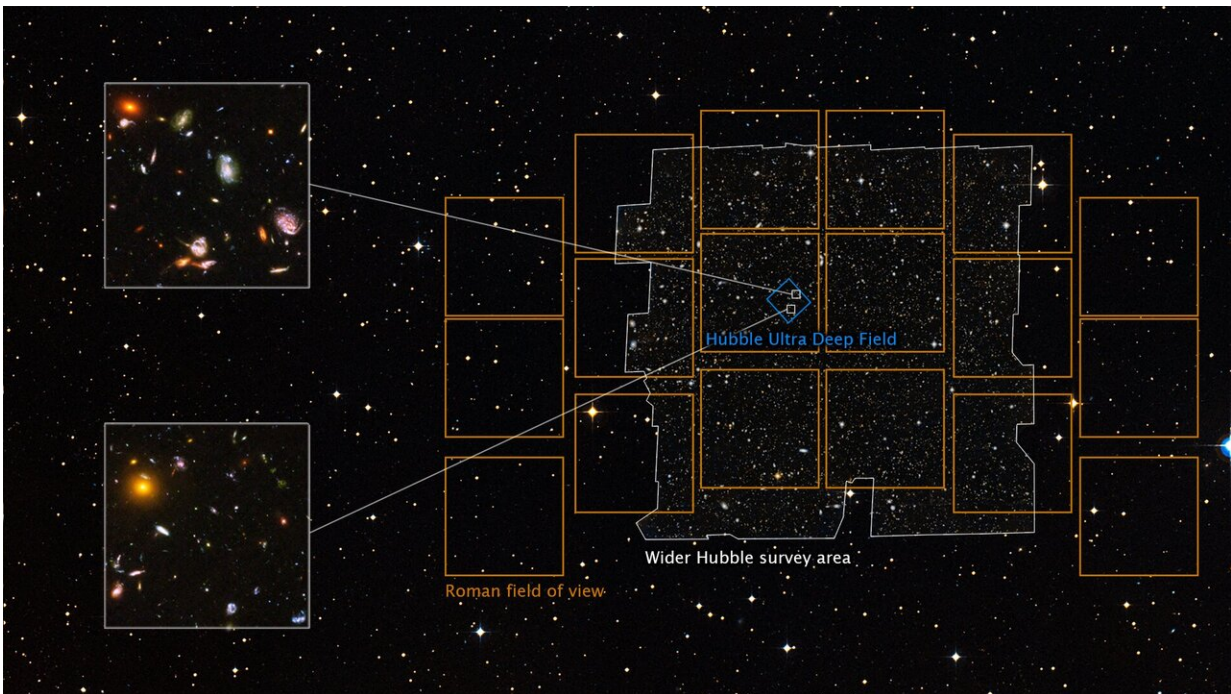 Hubble Ultra Deep Field
Wider Hubble survey area
Roman field of view